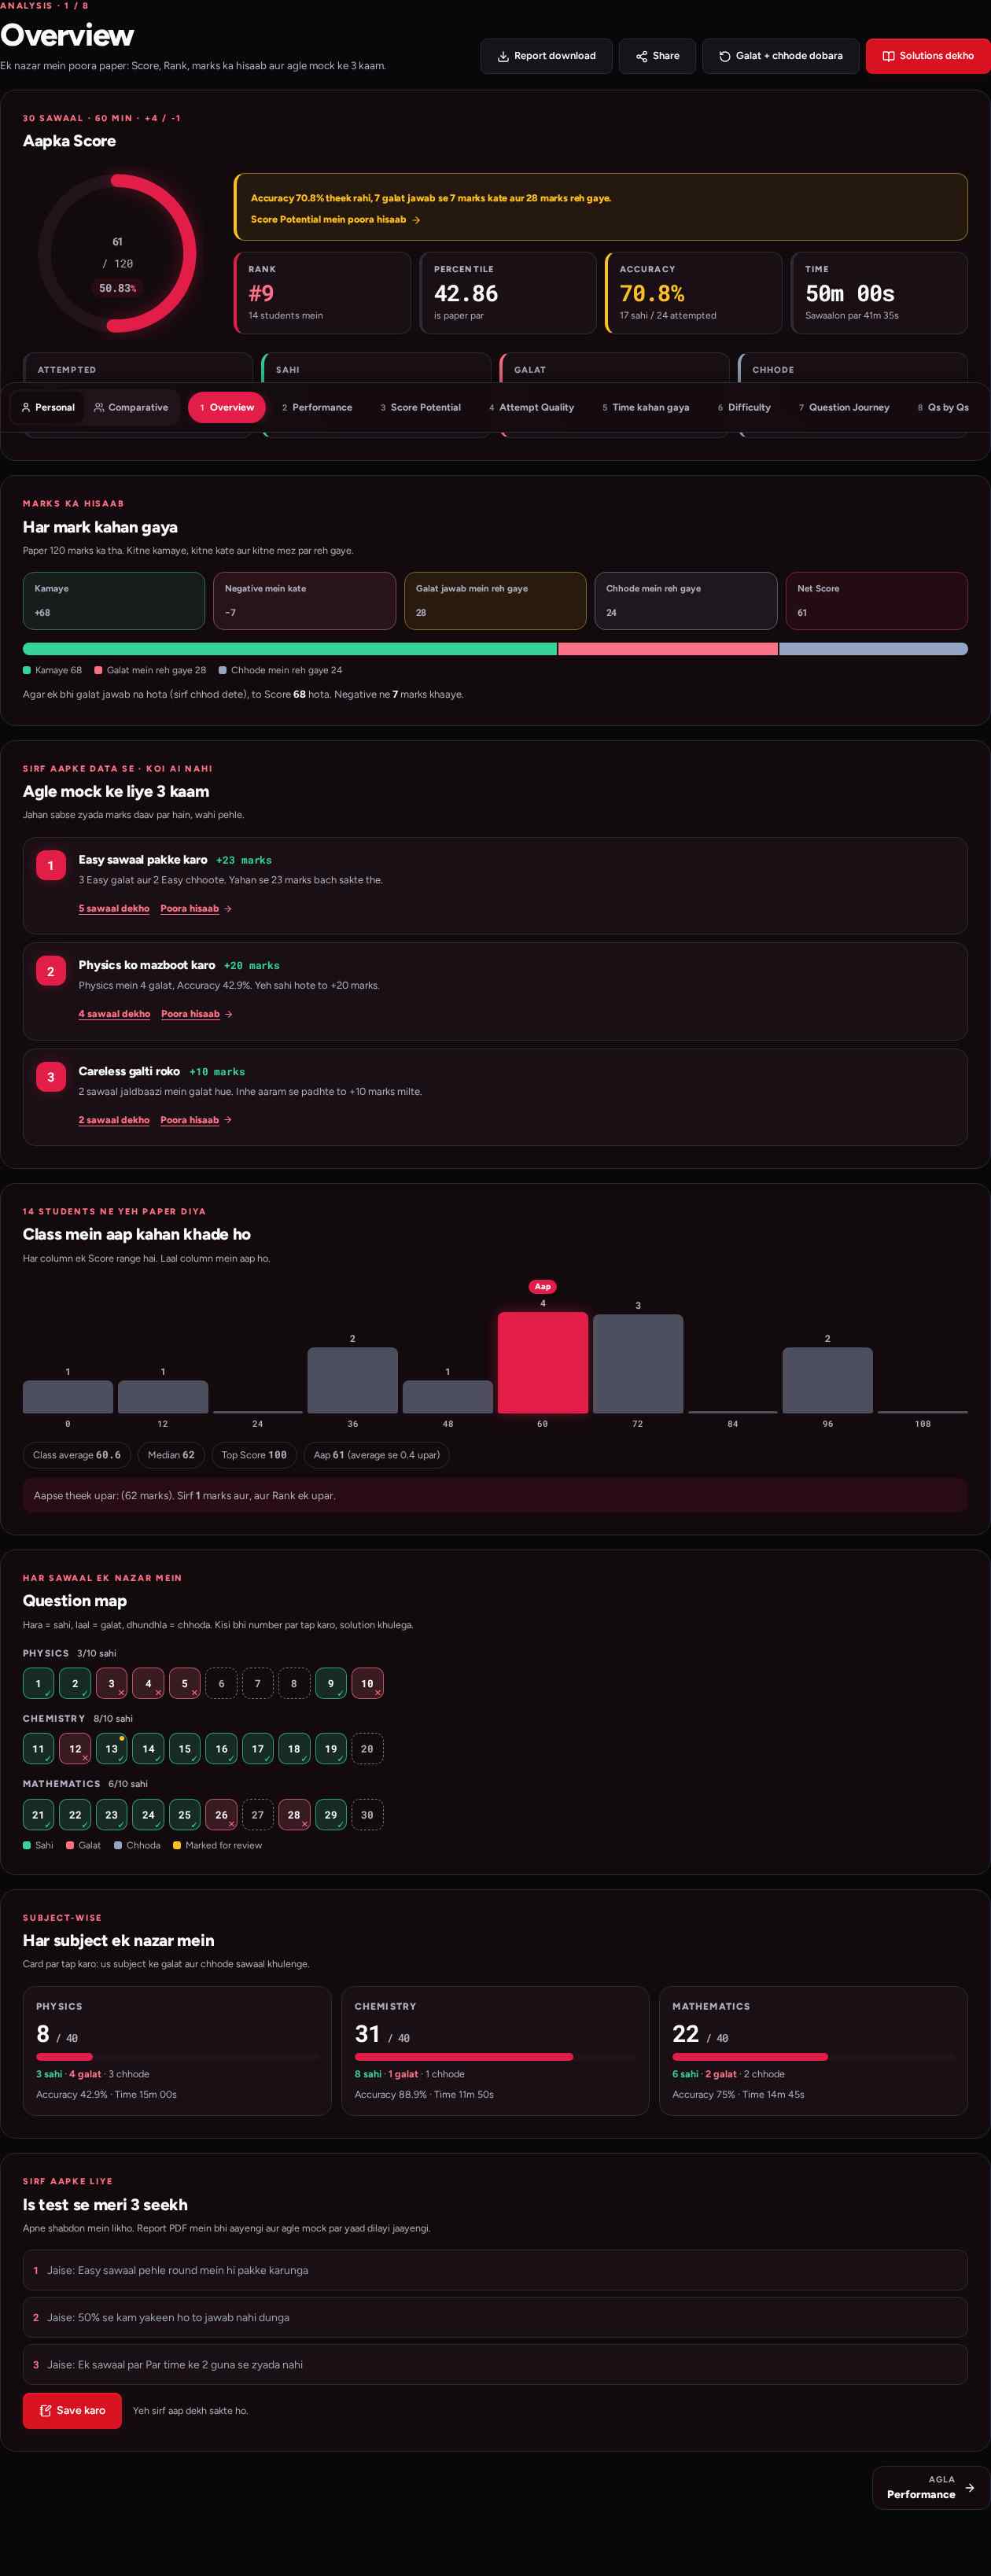 ANALYSIS · 1 / 8
Overview
Ek nazar mein poora paper: Score, Rank, marks ka hisaab aur agle mock ke 3 kaam.
Report download
Share
Galat + chhode dobara
Solutions dekho
30 SAWAAL · 60 MIN · +4 / -1
Aapka Score
61
/ 120
50.83%
Accuracy 70.8% theek rahi, 7 galat jawab se 7 marks kate aur 28 marks reh gaye.
Score Potential mein poora hisaab →
RANK
#9
14 students mein
PERCENTILE
42.86
is paper par
ACCURACY
70.8%
17 sahi / 24 attempted
TIME
50m 00s
Sawaalon par 41m 35s
ATTEMPTED
SAHI
GALAT
CHHODE
Personal
Comparative
1 Overview
2 Performance
3 Score Potential
4 Attempt Quality
5 Time kahan gaya
6 Difficulty
7 Question Journey
8 Qs by Qs
MARKS KA HISAAB
Har mark kahan gaya
Paper 120 marks ka tha. Kitne kamaye, kitne kate aur kitne mez par reh gaye.
Kamaye
+68
Negative mein kate
−7
Galat jawab mein reh gaye
28
Chhode mein reh gaye
24
Net Score
61
Kamaye 68
Galat mein reh gaye 28
Chhode mein reh gaye 24
Agar ek bhi galat jawab na hota (sirf chhod dete), to Score 68 hota. Negative ne 7 marks khaaye.
SIRF AAPKE DATA SE · KOI AI NAHI
Agle mock ke liye 3 kaam
Jahan sabse zyada marks daav par hain, wahi pehle.
1
Easy sawaal pakke karo +23 marks
3 Easy galat aur 2 Easy chhoote. Yahan se 23 marks bach sakte the.
5 sawaal dekho Poora hisaab →
2
Physics ko mazboot karo +20 marks
Physics mein 4 galat, Accuracy 42.9%. Yeh sahi hote to +20 marks.
4 sawaal dekho Poora hisaab →
3
Careless galti roko +10 marks
2 sawaal jaldbaazi mein galat hue. Inhe aaram se padhte to +10 marks milte.
2 sawaal dekho Poora hisaab →
14 STUDENTS NE YEH PAPER DIYA
Class mein aap kahan khade ho
Har column ek Score range hai. Laal column mein aap ho.
Aap
1 1 2 1 4 3 2
0 12 24 36 48 60 72 84 96 108
Class average 60.6
Median 62
Top Score 100
Aap 61 (average se 0.4 upar)
Aapse theek upar: (62 marks). Sirf 1 marks aur, aur Rank ek upar.
HAR SAWAAL EK NAZAR MEIN
Question map
Hara = sahi, laal = galat, dhundhla = chhoda. Kisi bhi number par tap karo, solution khulega.
PHYSICS 3/10 sahi
1 2 3 4 5 6 7 8 9 10
CHEMISTRY 8/10 sahi
11 12 13 14 15 16 17 18 19 20
MATHEMATICS 6/10 sahi
21 22 23 24 25 26 27 28 29 30
Sahi
Galat
Chhoda
Marked for review
SUBJECT-WISE
Har subject ek nazar mein
Card par tap karo: us subject ke galat aur chhode sawaal khulenge.
PHYSICS
8 / 40
3 sahi · 4 galat · 3 chhode
Accuracy 42.9% · Time 15m 00s
CHEMISTRY
31 / 40
8 sahi · 1 galat · 1 chhode
Accuracy 88.9% · Time 11m 50s
MATHEMATICS
22 / 40
6 sahi · 2 galat · 2 chhode
Accuracy 75% · Time 14m 45s
SIRF AAPKE LIYE
Is test se meri 3 seekh
Apne shabdon mein likho. Report PDF mein bhi aayengi aur agle mock par yaad dilayi jaayengi.
1 Jaise: Easy sawaal pehle round mein hi pakke karunga
2 Jaise: 50% se kam yakeen ho to jawab nahi dunga
3 Jaise: Ek sawaal par Par time ke 2 guna se zyada nahi
Save karo
Yeh sirf aap dekh sakte ho.
AGLA
Performance →